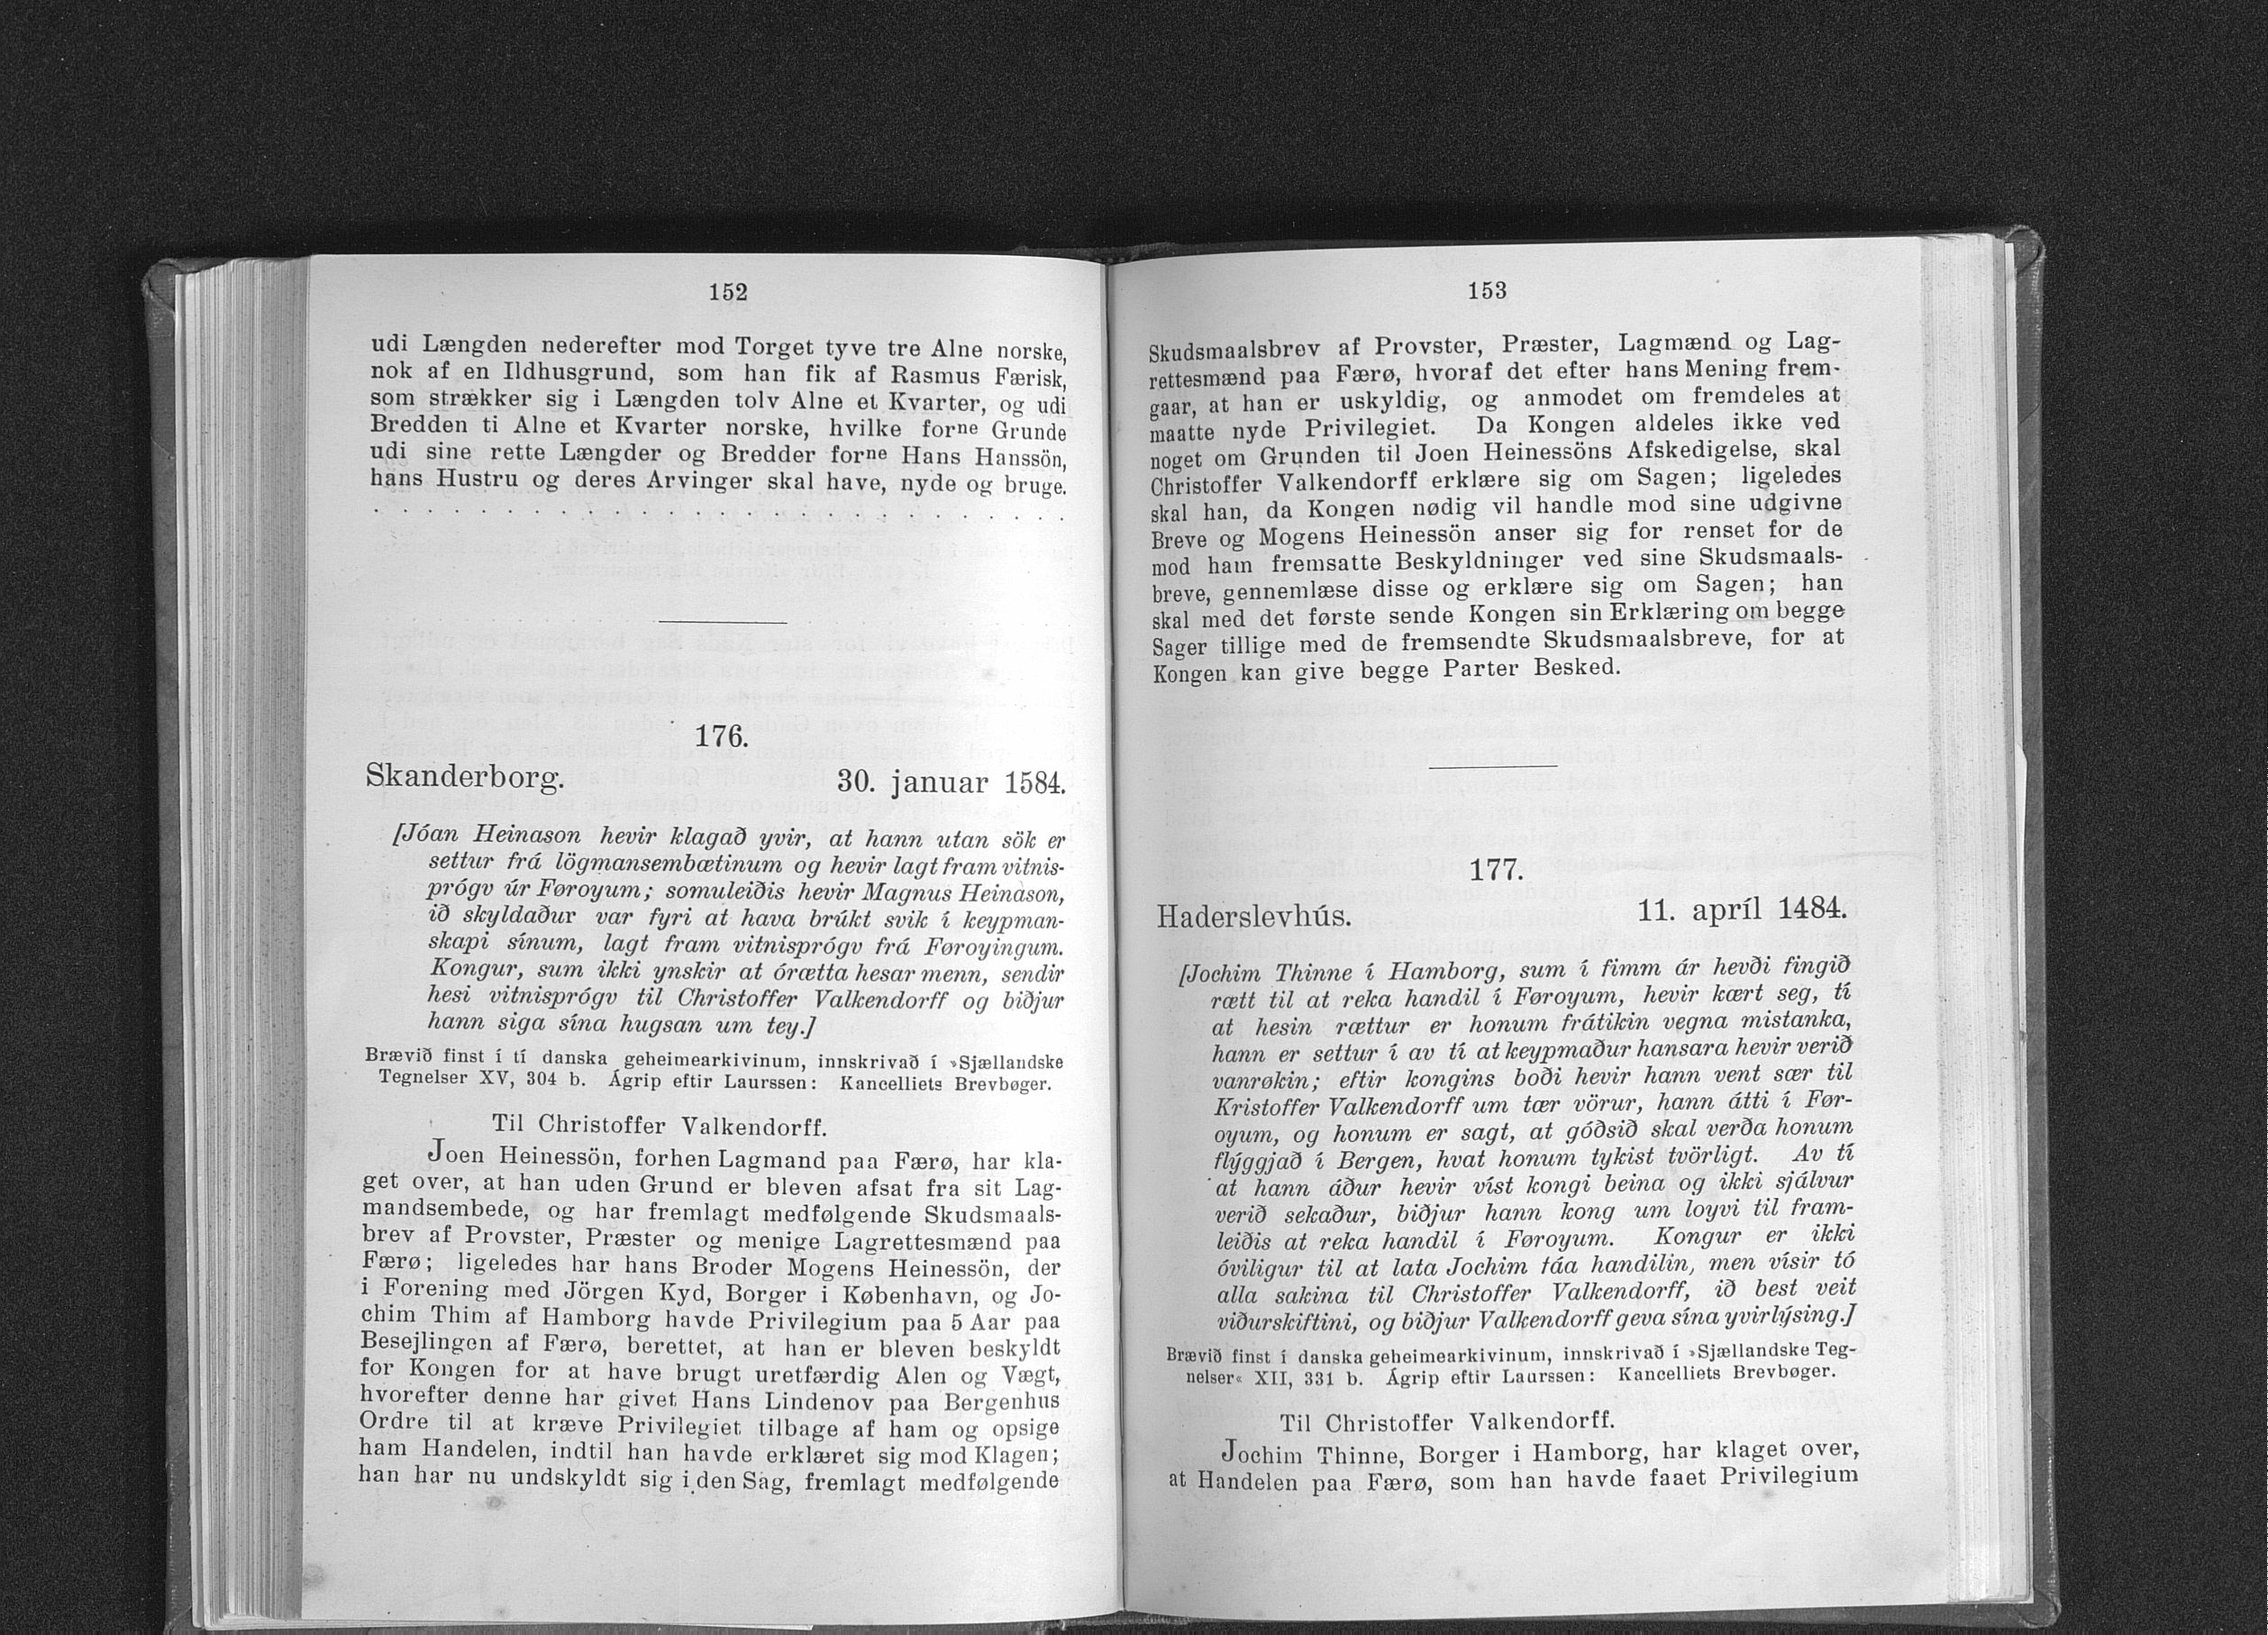 152
udi Længden nederefter mod Torget tyve tre Alne norske,
nok af en Ildhusgrund, som han fik af Rasmus Færisk,
som strækker sig i Længden tolv Alne et Kvarter, og udi
Bredden ti Alne et Kvarter norske, hvilke forne Grunde
udi sine rette Længder og Bredder forne Hans Hanssön,
hans Hustru og deres Arvinger skal have, nyde og bruge.
. . . . . . . . . . . . . . . . . . . . . . . . . . .
176.
Skanderborg. 30. januar 1584.
[Jóan Heinason hevir klagað yvir, at hann utan sök er
settur frá lögmansembætinum og hevir lagt fram vitnis-
prógv úr Føroyum; somuleiðis hevir Magnus Heinason,
ið skyldaður var fyri at hava brúkt svik í keypman-
skapi sínum, lagt fram vitnisprógv frá Føroyingum.
Kongur, sum ikki ynskir at órætta hesar menn, sendir
hesi vitnisprógv til Christoffer Valkendorff og biðjur
hann siga sína hugsan um tey.]
Brævið finst í tí danska geheimearkivinum, innskrivað í »Sjællandske
Tegnelser XV, 304 b. Ágrip eftir Laurssen: Kancelliets Brevbøger.
Til Christoffer Valkendorff.
Joen Heinessön, forhen Lagmand paa Færø, har kla-
get over, at han uden Grund er bleven afsat fra sit Lag-
mandsembede, og har fremlagt medfølgende Skudsmaals-
brev af Provster, Præster og menige Lagrettesmænd paa
Færø; ligeledes har hans Broder Mogens Heinessön, der
i Forening med Jörgen Kyd, Borger i København, og Jo-
chim Thim af Hamborg havde Privilegium paa 5 Aar paa
Besejlingen af Færø, berettet, at han er bleven beskyldt
for Kongen for at have brugt uretfærdig Alen og Vægt,
hvorefter denne har givet Hans Lindenov paa Bergenhus
Ordre til at kræve Privilegiet tilbage af ham og opsige
ham Handelen, indtil han havde erklæret sig mod Klagen;
han har nu undskyldt sig i den Sag, fremlagt medfølgende
153
Skudsmaalsbrev af Provster, Præster, Lagmænd og Lag-
rettesmænd paa Færø, hvoraf det efter hans Mening frem-
gaar, at han er uskyldig, og anmodet om fremdeles at
maatte nyde Privilegiet. Da Kongen aldeles ikke ved
noget om Grunden til Joen Heinessöns Afskedigelse, skal
Christoffer Valkendorff erklære sig om Sagen; ligeledes
skal han, da Kongen nødig vil handle mod sine udgivne
Breve og Mogens Heinessön anser sig for renset for de
mod ham fremsatte Beskyldninger ved sine Skudsmaals-
breve, gennemlæse disse og erklære sig om Sagen; han
skal med det første sende Kongen sin Erklæring om begge
Sager tillige med de fremsendte Skudsmaalsbreve, for at
Kongen kan give begge Parter Besked.
177.
Haderslevhús. 11. apríl 1484.
[Jochim Thinne í Hamborg, sum í fimm ár hevði fingið
rætt til at reka handil í Føroyum, hevir kært seg, tí
at hesin rættur er honum frátikin vegna mistanka,
hann er settur í av tí at keypmaður hansara hevir verið
vanrøkin; eftir kongins boði hevir hann vent sær til
Kristoffer Valkendorff um tær vörur, hann átti í Før-
oyum, og honum er sagt, at góðsið skal verða honum
flýggjað í Bergen, hvat honum tykist tvörligt. Av tí
at hann áður hevir víst kongi beina og ikki sjálvur
verið sekaður, biðjur hann kong um loyvi til fram-
leiðis at reka handil í Føroyum. Kongur er ikki
óviligur til at lata Jochim fáa handilin, men vísir tó
alla sakina til Christoffer Valkendorff, ið best veit
viðurskiftini, og biðjur Valkendorff geva sína yvirlýsing.]
Brævið finst í danska geheimearkivinum, innskrivað í »Sjællandske Teg-
nelser« XII, 331 b. Ágrip eftir Laurssen: Kancelliets Brevbøger.
Til Christoffer Valkendorff.
Jochim Thinne, Borger i Hamborg, har klaget over,
at Handelen paa Færø, som han havde faaet Privilegium